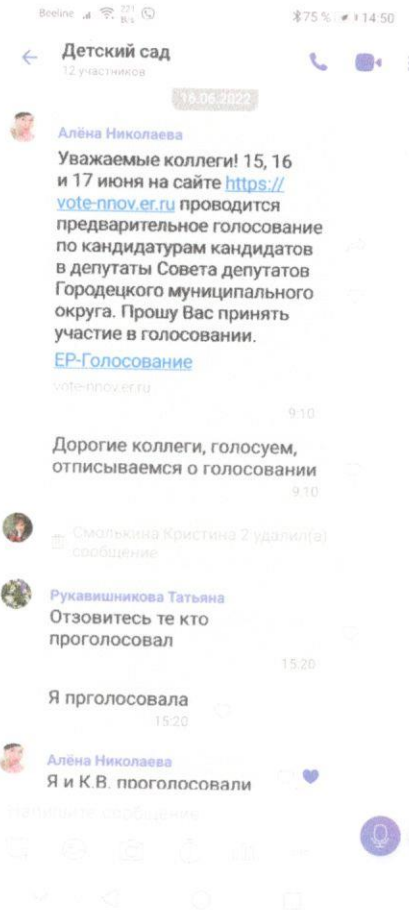 Beeline
75 %
14:50
Детский сад
12 участников
16.06.2022
Алёна Николаева
Уважаемые коллеги! 15, 16
и 17 июня на сайте https://
vote-nnov.er.ru проводится
предварительное голосование
по кандидатурам кандидатов
в депутаты Совета депутатов
Городецкого муниципального
округа. Прошу Вас принять
участие в голосовании.
ЕР-Голосование
vote-nnov.er.ru
9:10
Дорогие коллеги, голосуем,
отписываемся о голосовании
9:10
Смолькина Кристина 2 удалил(а)
сообщение
Рукавишникова Татьяна
Отзовитесь те кто
проголосовал
15:20
Я прголосовала
15:20
Алёна Николаева
Я и К.В. проголосовали
Напишите сообщение